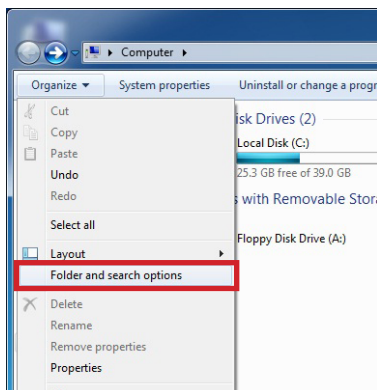 Computer
Organize System properties Uninstall or change a progr
Cut
Copy
Paste
Undo
Redo
Select all
Layout
Folder and search options
Delete
Rename
Remove properties
Properties
isk Drives (2)
Local Disk (C:)
25.3 GB free of 39.0 GB
s with Removable Stora
Floppy Disk Drive (A:)